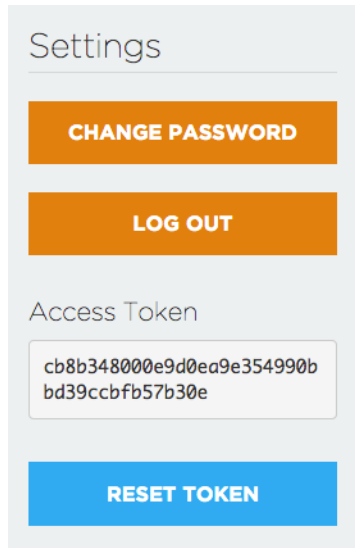 Settings
CHANGE PASSWORD
LOG OUT
Access Token
cb8b348000e9d0ea9e354990b
bd39ccbfb57b30e
RESET TOKEN